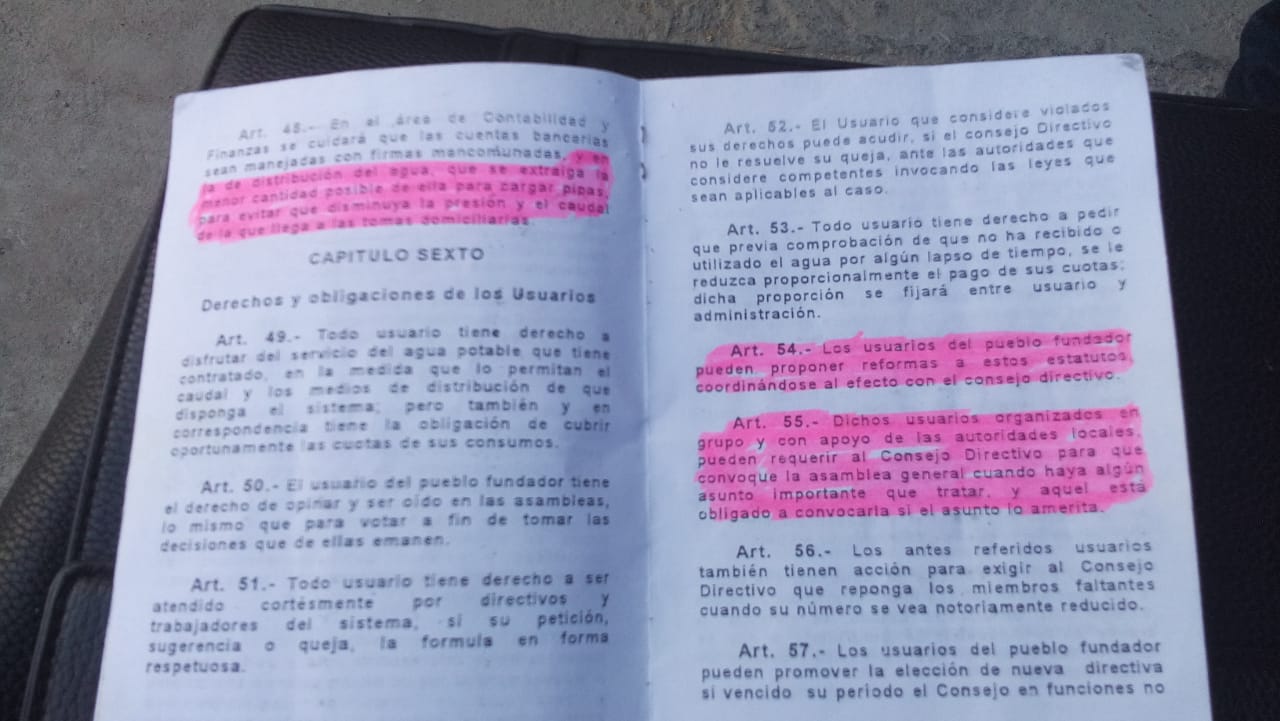 Art. 48.- En el área de Contabilidad y
Finanzas se cuidará que las cuentas bancarias
sean manejadas con firmas mancomunadas, y en
la de distribución del agua, que se extraiga la
menor cantidad posible de ella para cargar pipas,
para evitar que disminuya la presión y el caudal
de la que llega a las tomas domiciliarias.
CAPITULO SEXTO
Derechos y obligaciones de los Usuarios
Art. 49.- Todo usuario tiene derecho a
disfrutar del servicio del agua potable que tiene
contratado, en la medida que lo permitan el
caudal y los medios de distribución de que
disponga el sistema; pero también y en
correspondencia tiene la obligación de cubrir
oportunamente las cuotas de sus consumos.
Art. 50.- El usuario del pueblo fundador tiene
el derecho de opinar y ser oído en las asambleas,
lo mismo que para votar a fin de tomar las
decisiones que de ellas emanen.
Art. 51.- Todo usuario tiene derecho a ser
atendido cortésmente por directivos y
trabajadores del sistema, si su petición,
sugerencia o queja, la formula en forma
respetuosa.
Art. 52.- El Usuario que considere violados
sus derechos puede acudir, si el consejo Directivo
no le resuelve su queja, ante las autoridades que
considere competentes invocando las leyes que
sean aplicables al caso.
Art. 53.- Todo usuario tiene derecho a pedir
que previa comprobación de que no ha recibido o
utilizado el agua por algún lapso de tiempo, se le
reduzca proporcionalmente el pago de sus cuotas;
dicha proporción se fijará entre usuario y
administración.
Art. 54.- Los usuarios del pueblo fundador
pueden proponer reformas a estos estatutos,
coordinándose al efecto con el consejo directivo.
Art. 55.- Dichos usuarios organizados en
grupo y con apoyo de las autoridades locales,
pueden requerir al Consejo Directivo para que
convoque la asamblea general cuando haya algún
asunto importante que tratar, y aquel está
obligado a convocarla si el asunto lo amerita.
Art. 56.- Los antes referidos usuarios
también tienen acción para exigir al Consejo
Directivo que reponga los miembros faltantes
cuando su número se vea notoriamente reducido.
Art. 57.- Los usuarios del pueblo fundador
pueden promover la elección de nueva directiva
si vencido su periodo el Consejo en funciones no